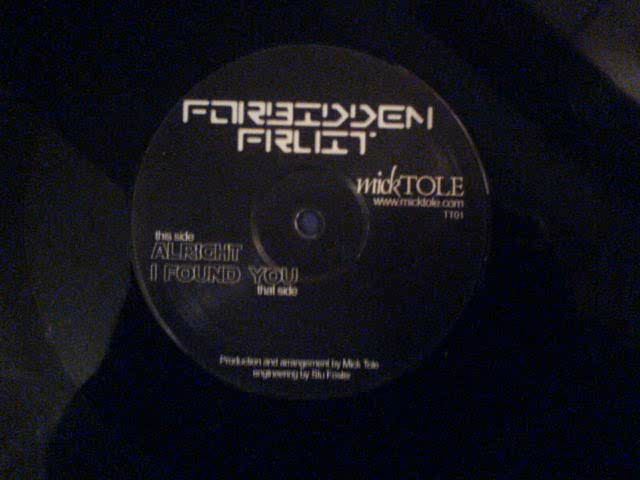 FORBIDDEN
FRUIT
mickTOLE
www.micktole.com
TT01
this side
ALRIGHT
I FOUND YOU
that side
Production and arrangement by Mick Tole
engineering by Stu Foster